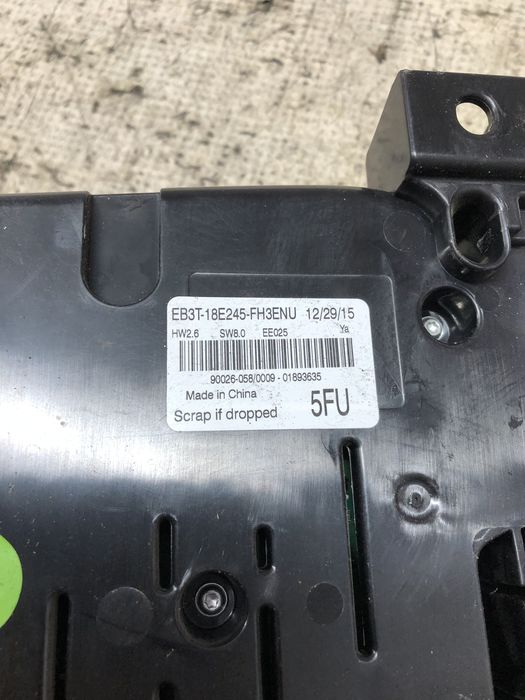 EB3T-18E245-FH3ENU 12/29/15
HW2.6 SW8.0 EE025 Ya
90026-058/0009 - 01893635
Made in China
Scrap if dropped 5FU